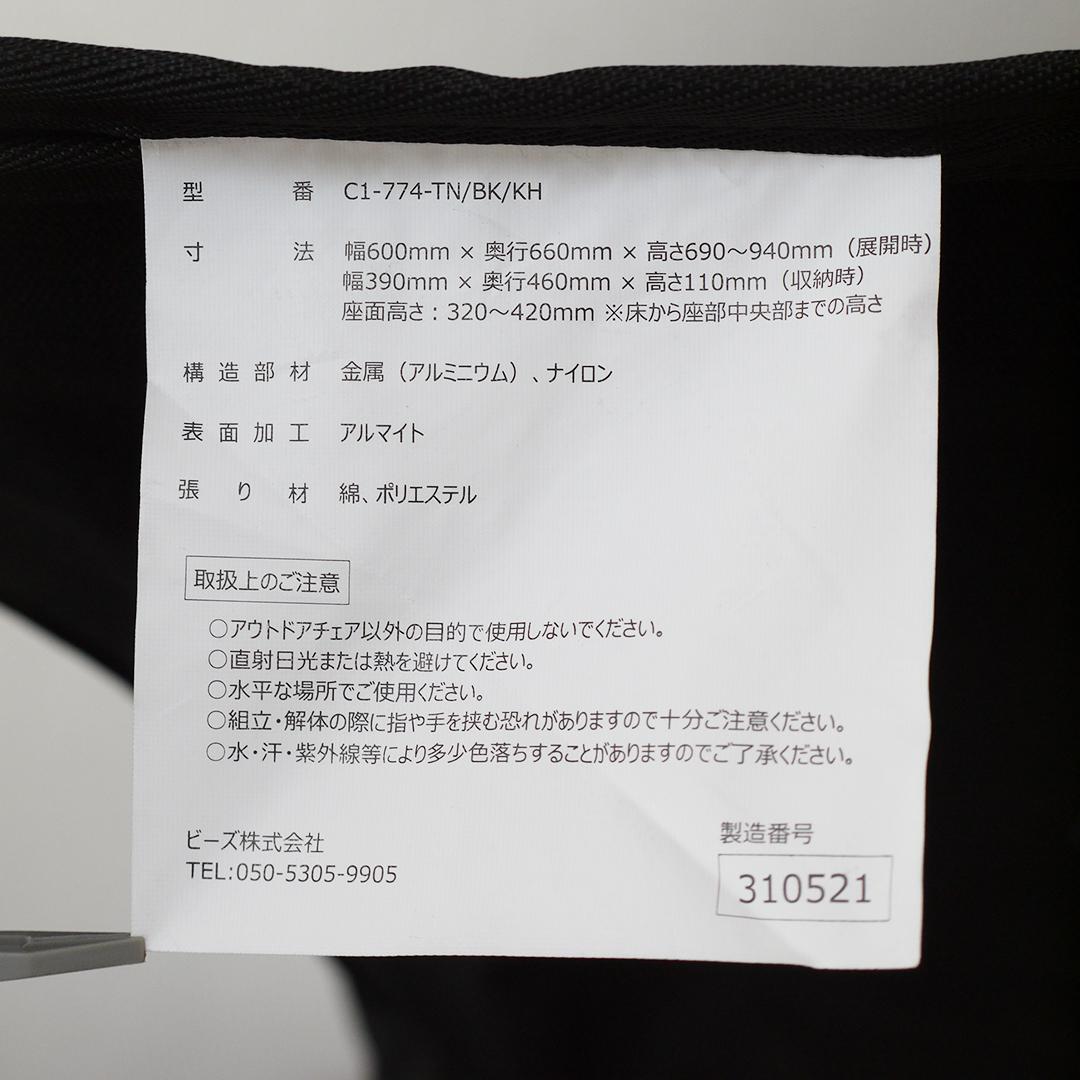 型番 C1-774-TN/BK/KH
寸法 幅600mm × 奥行660mm × 高さ690～940mm（展開時）
幅390mm × 奥行460mm × 高さ110mm（収納時）
座面高さ：320～420mm ※床から座部中央部までの高さ
構造部材 金属（アルミニウム）、ナイロン
表面加工 アルマイト
張り材 綿、ポリエステル
取扱上のご注意
○アウトドアチェア以外の目的で使用しないでください。
○直射日光または熱を避けてください。
○水平な場所でご使用ください。
○組立・解体の際に指や手を挟む恐れがありますので十分ご注意ください。
○水・汗・紫外線等により多少色落ちすることがありますのでご了承ください。
ビーズ株式会社
TEL:050-5305-9905
製造番号
310521